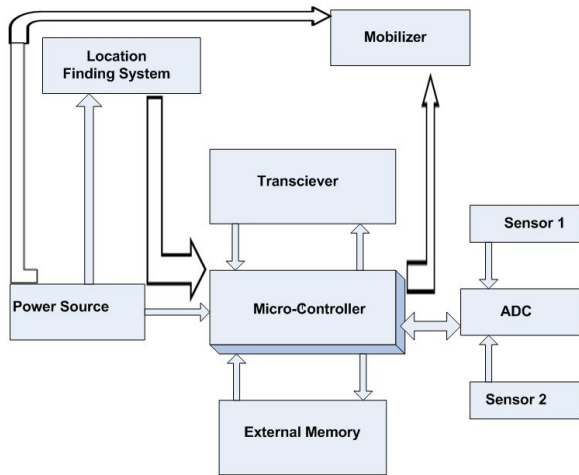 Mobilizer
Location
Finding System
Transciever
Sensor 1
Power Source
Micro-Controller
ADC
Sensor 2
External Memory